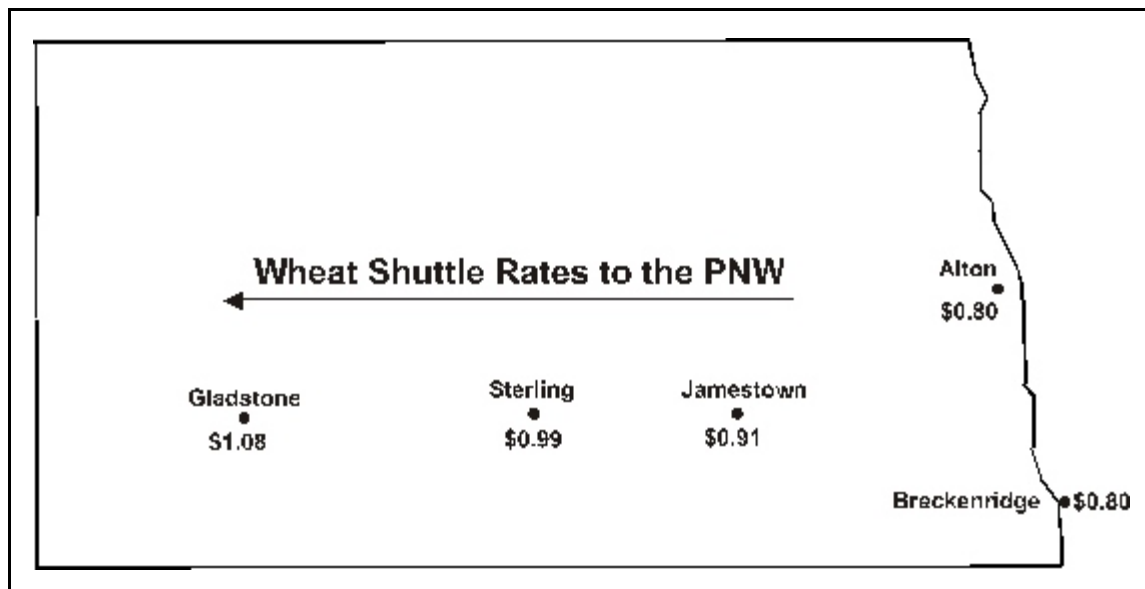 Wheat Shuttle Rates to the PNW
Alton
$0.80
Gladstone
$1.08
Sterling
$0.99
Jamestown
$0.91
Breckenridge $0.80